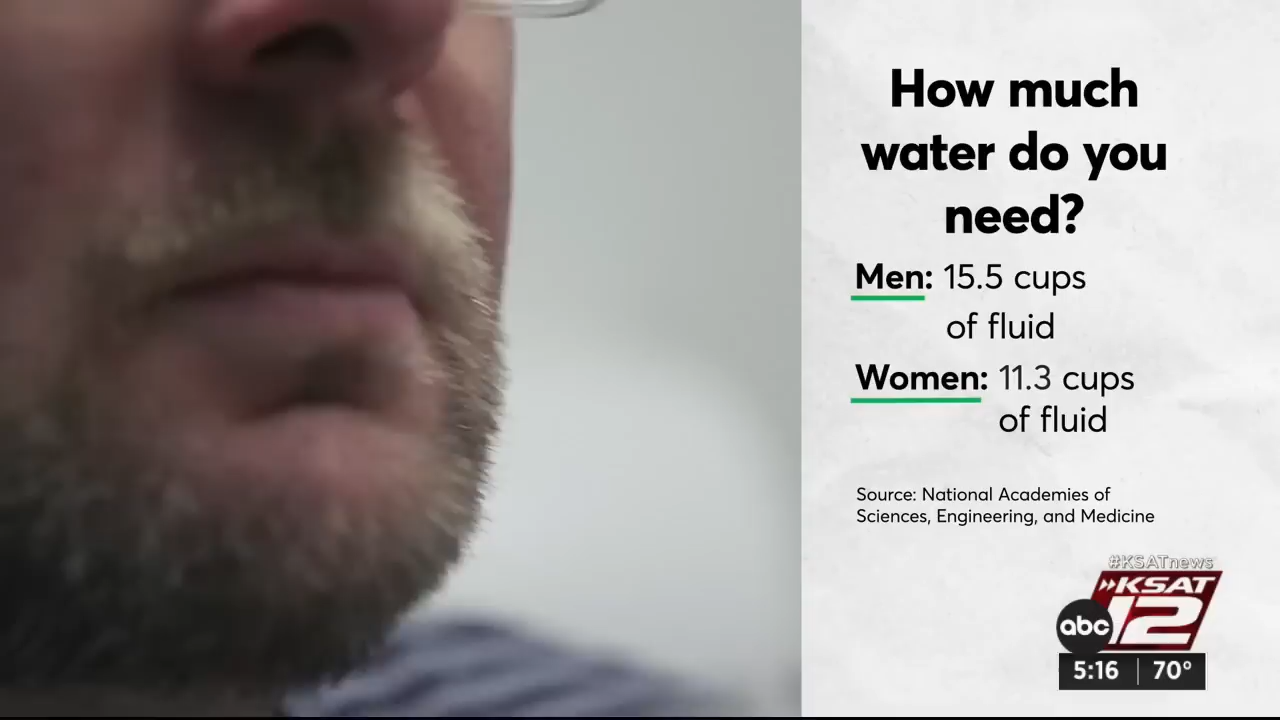 How much
water do you
need?
Men: 15.5 cups
of fluid
Women: 11.3 cups
of fluid
Source: National Academies of
Sciences, Engineering, and Medicine
#KSATnews
KSAT
12
abc
5:16 70°